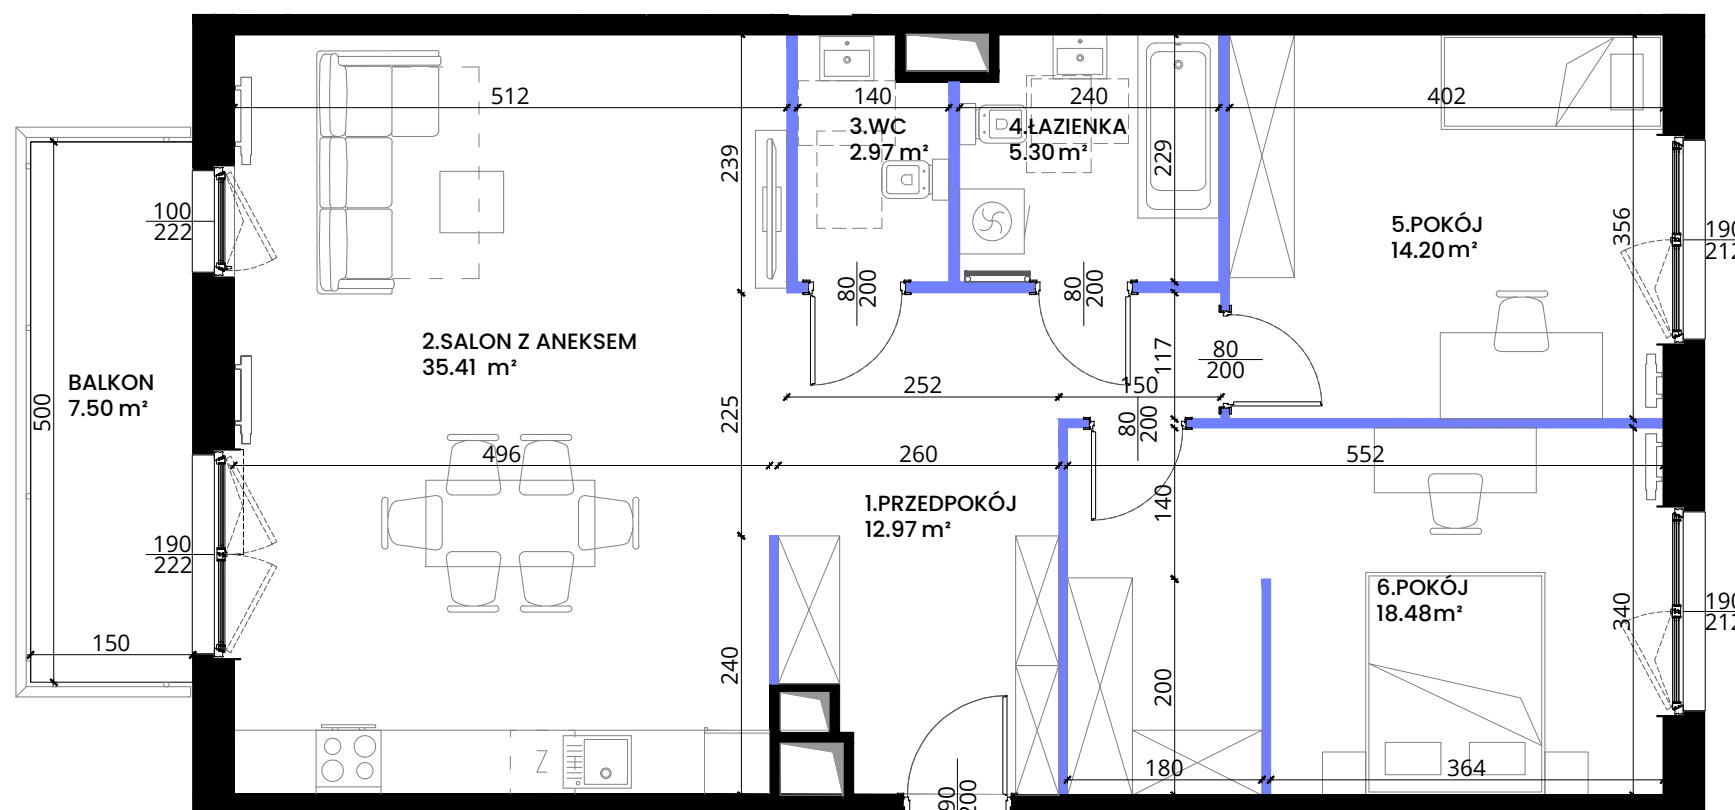 512
140
240
402
3.WC
2.97 m²
4.ŁAZIENKA
5.30 m²
239
229
100
222
5.POKÓJ
14.20 m²
356
190
212
80
200
80
200
2.SALON Z ANEKSEM
35.41 m²
117
80
200
BALKON
7.50 m²
500
252
150
225
80
200
496
260
552
1.PRZEDPOKÓJ
12.97 m²
140
190
222
6.POKÓJ
18.48 m²
340
190
212
150
240
200
Z
180
364
90
200